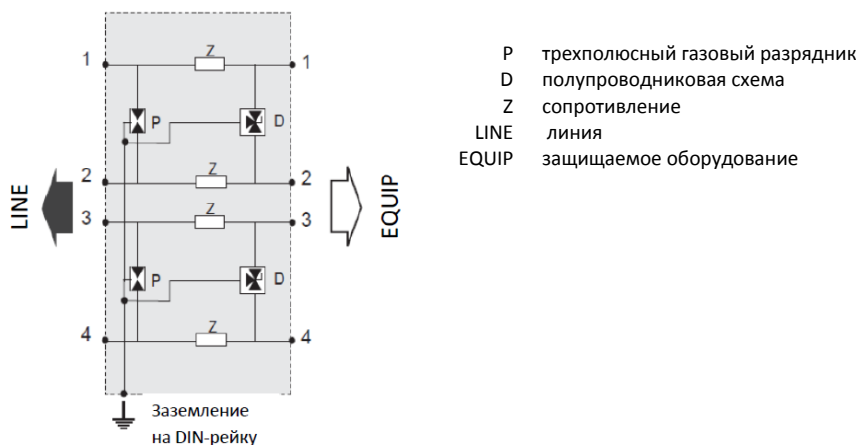 1 Z 1
P D
2 Z 2
3 Z 3
P D
4 Z 4
LINE
EQUIP
Заземление
на DIN-рейку
P трехполюсный газовый разрядник
D полупроводниковая схема
Z сопротивление
LINE линия
EQUIP защищаемое оборудование